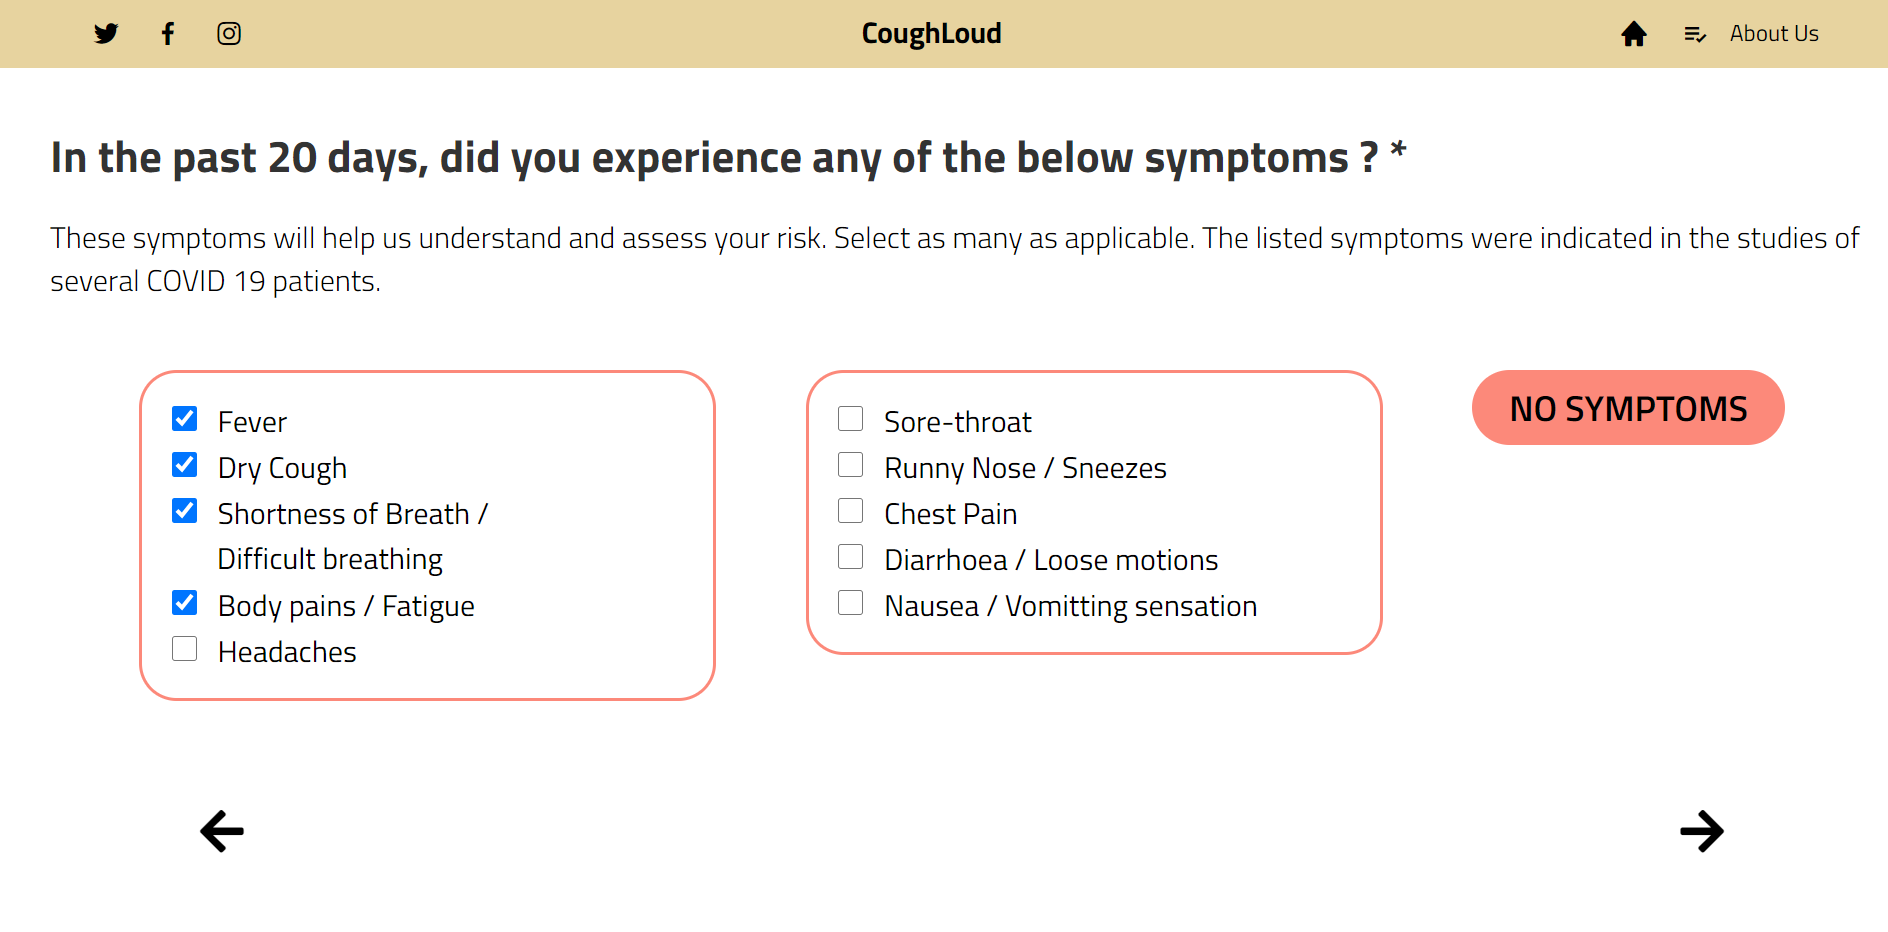 CoughLoud
About Us
In the past 20 days, did you experience any of the below symptoms ? *
These symptoms will help us understand and assess your risk. Select as many as applicable. The listed symptoms were indicated in the studies of
several COVID 19 patients.
Fever
Dry Cough
Shortness of Breath /
Difficult breathing
Body pains / Fatigue
Headaches
Sore-throat
Runny Nose / Sneezes
Chest Pain
Diarrhoea / Loose motions
Nausea / Vomitting sensation
NO SYMPTOMS